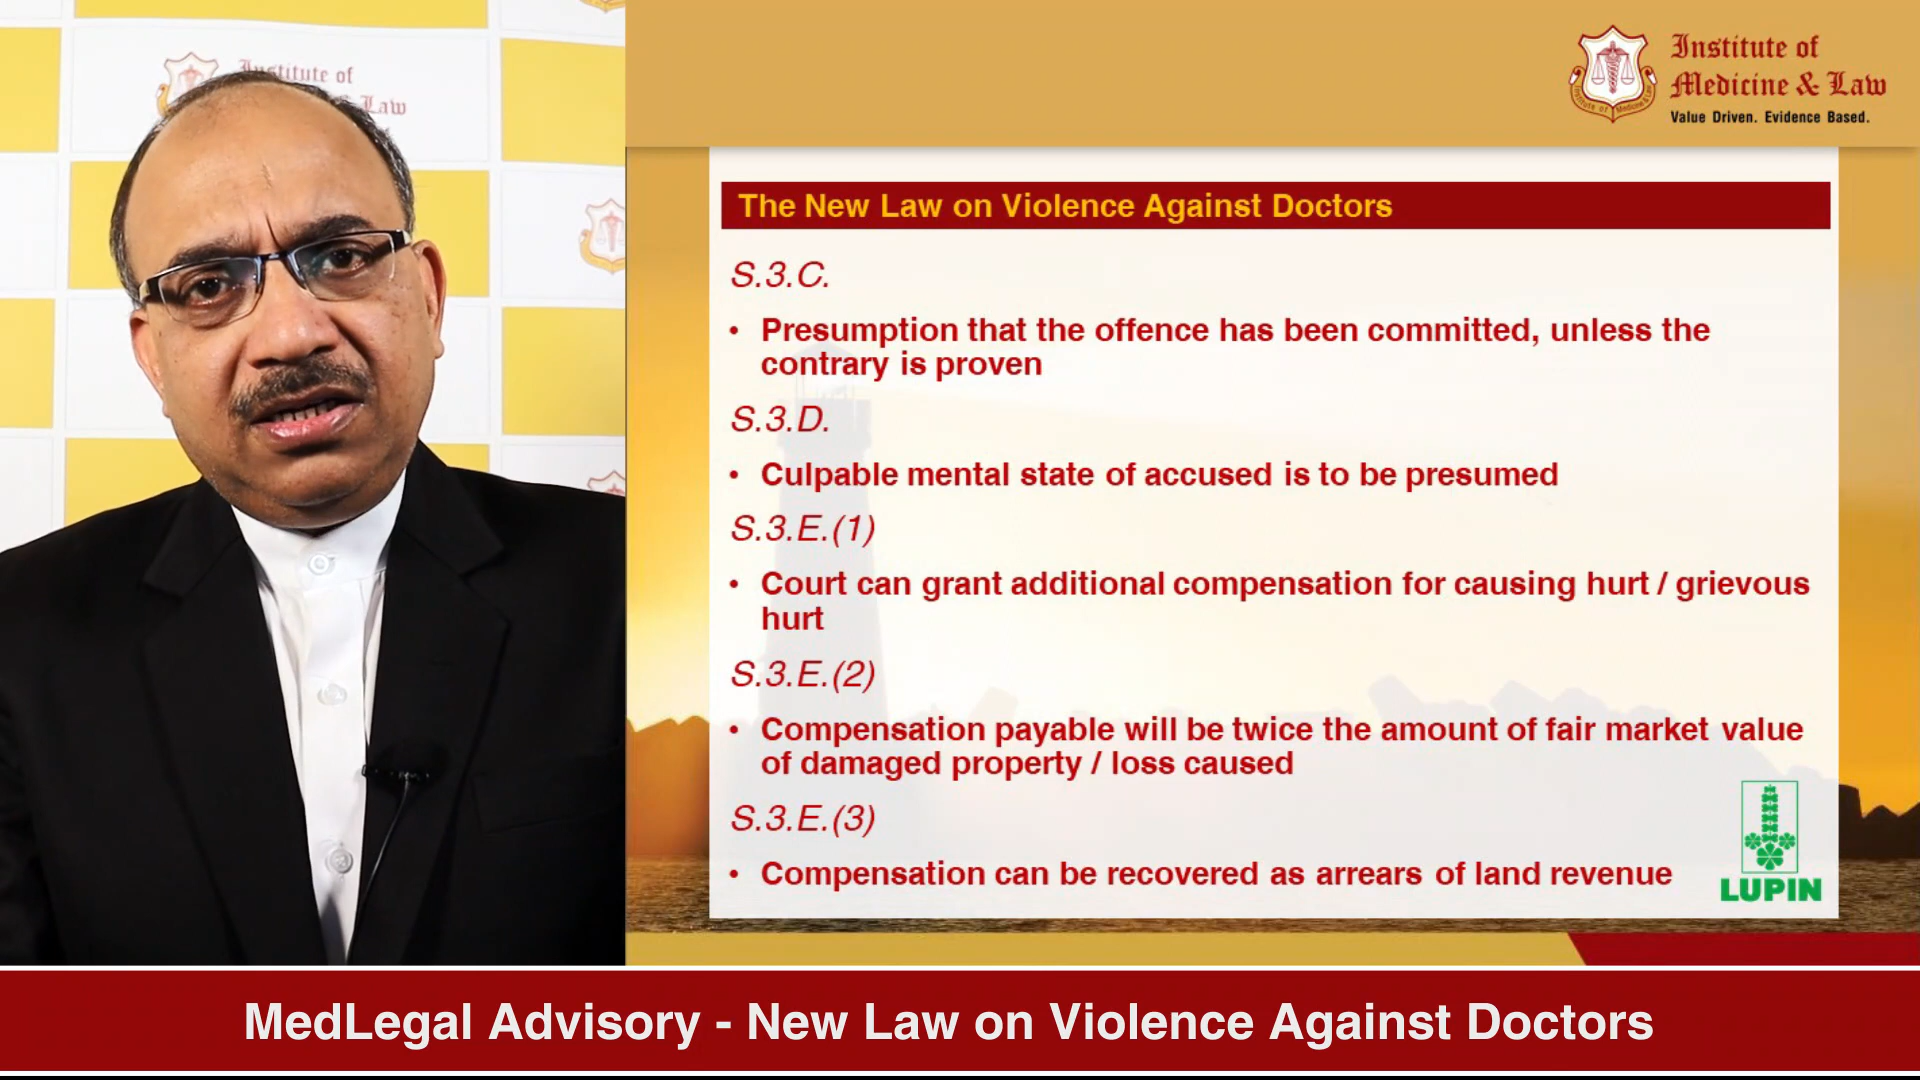 Institute of
Law
Institute of
Medicine & Law
Value Driven. Evidence Based.
The New Law on Violence Against Doctors
S.3.C.
• Presumption that the offence has been committed, unless the
contrary is proven
S.3.D.
• Culpable mental state of accused is to be presumed
S.3.E.(1)
• Court can grant additional compensation for causing hurt / grievous
hurt
S.3.E.(2)
• Compensation payable will be twice the amount of fair market value
of damaged property / loss caused
S.3.E.(3)
• Compensation can be recovered as arrears of land revenue
LUPIN
MedLegal Advisory - New Law on Violence Against Doctors